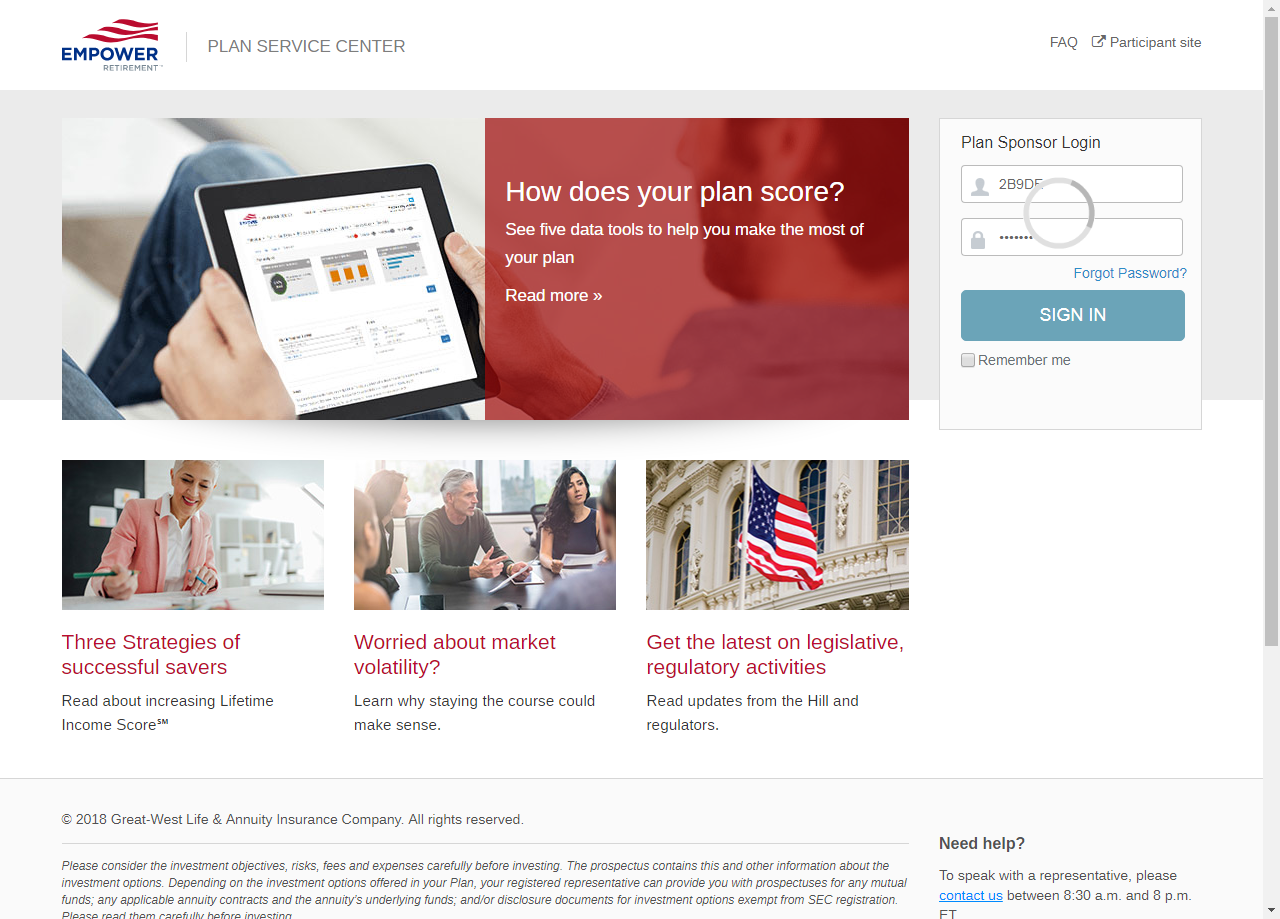 EMPOWER
RETIREMENT
PLAN SERVICE CENTER
FAQ
Participant site
How does your plan score?
See five data tools to help you make the most of
your plan
Read more »
Plan Sponsor Login
Forgot Password?
SIGN IN
Remember me
Three Strategies of
successful savers
Read about increasing Lifetime
Income Score℠
Worried about market
volatility?
Learn why staying the course could
make sense.
Get the latest on legislative,
regulatory activities
Read updates from the Hill and
regulators.
© 2018 Great-West Life & Annuity Insurance Company. All rights reserved.
Please consider the investment objectives, risks, fees and expenses carefully before investing. The prospectus contains this and other information about the
investment options. Depending on the investment options offered in your Plan, your registered representative can provide you with prospectuses for any mutual
funds; any applicable annuity contracts and the annuity's underlying funds; and/or disclosure documents for investment options exempt from SEC registration.
Please read them carefully before investing.
Need help?
To speak with a representative, please
contact us between 8:30 a.m. and 8 p.m.
ET